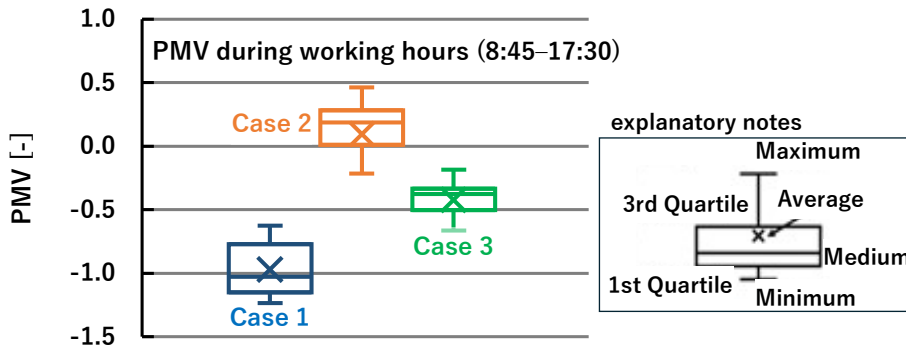 1.0
PMV during working hours (8:45–17:30)
0.5
Case 2
0.0
PMV [-]
-0.5
Case 3
-1.0
Case 1
-1.5
explanatory notes
Maximum
3rd Quartile
Average
Medium
1st Quartile
Minimum